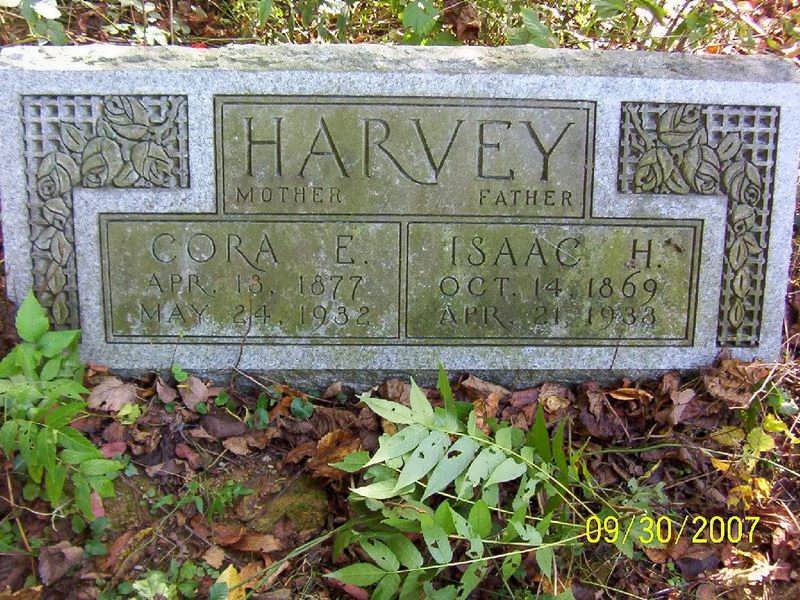 HARVEY
MOTHER FATHER
CORA E.
APR. 13, 1877
MAY 24, 1932
ISAAC H.
OCT. 14, 1869
APR. 21, 1933
09/30/2007